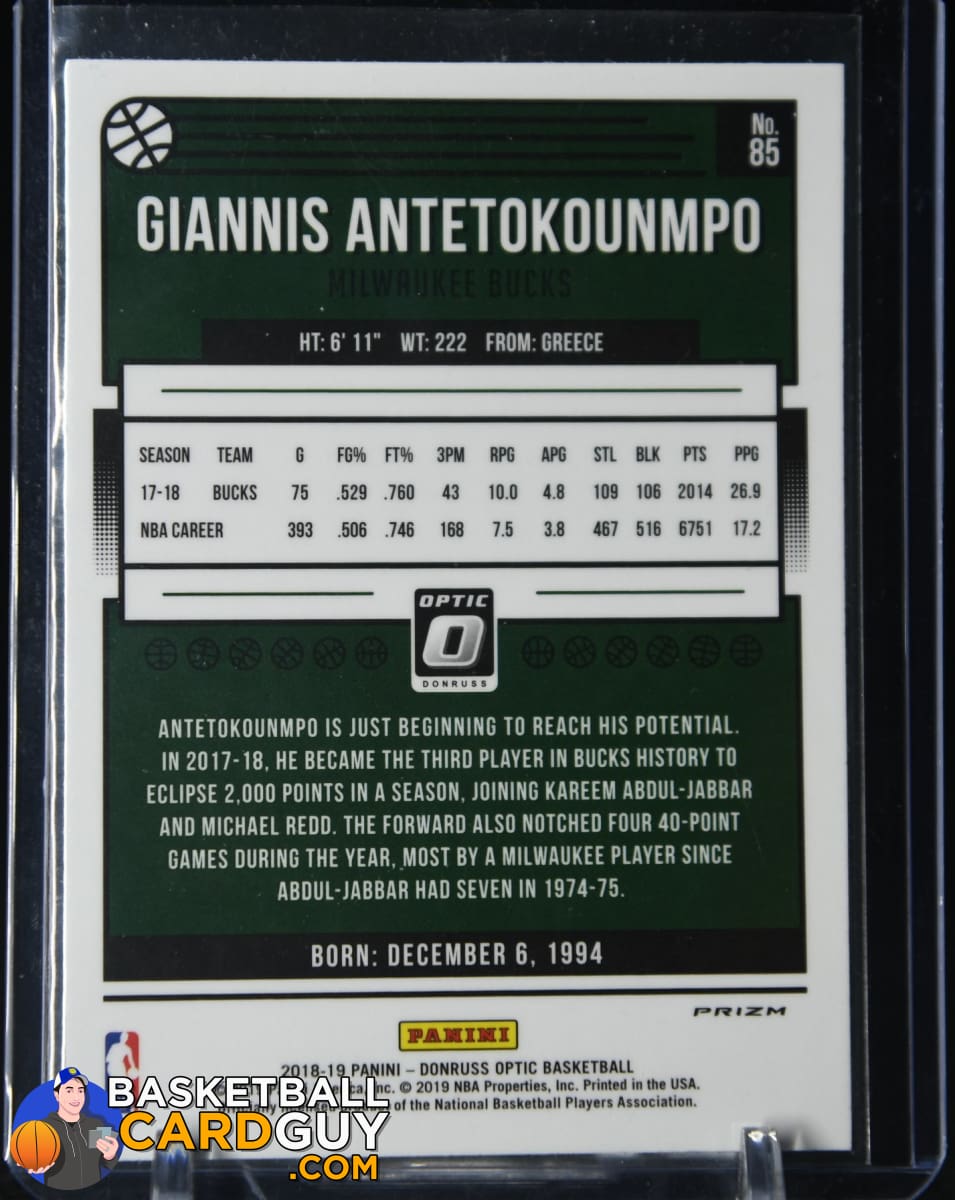 No.
85
GIANNIS ANTETOKOUNMPO
MILWAUKEE BUCKS
HT: 6' 11" WT: 222 FROM: GREECE
SEASON TEAM G FG% FT% 3PM RPG APG STL BLK PTS PPG
17-18 BUCKS 75 .529 .760 43 10.0 4.8 109 106 2014 26.9
NBA CAREER 393 .506 .746 168 7.5 3.8 467 516 6751 17.2
OPTIC
DONRUSS
ANTETOKOUNMPO IS JUST BEGINNING TO REACH HIS POTENTIAL.
IN 2017-18, HE BECAME THE THIRD PLAYER IN BUCKS HISTORY TO
ECLIPSE 2,000 POINTS IN A SEASON, JOINING KAREEM ABDUL-JABBAR
AND MICHAEL REDD. THE FORWARD ALSO NOTCHED FOUR 40-POINT
GAMES DURING THE YEAR, MOST BY A MILWAUKEE PLAYER SINCE
ABDUL-JABBAR HAD SEVEN IN 1974-75.
BORN: DECEMBER 6, 1994
PRIZM
PANINI
2018-19 PANINI – DONRUSS OPTIC BASKETBALL
Inc. © 2019 NBA Properties, Inc. Printed in the USA.
of the National Basketball Players Association.
BASKETBALL
CARDGUY
.COM